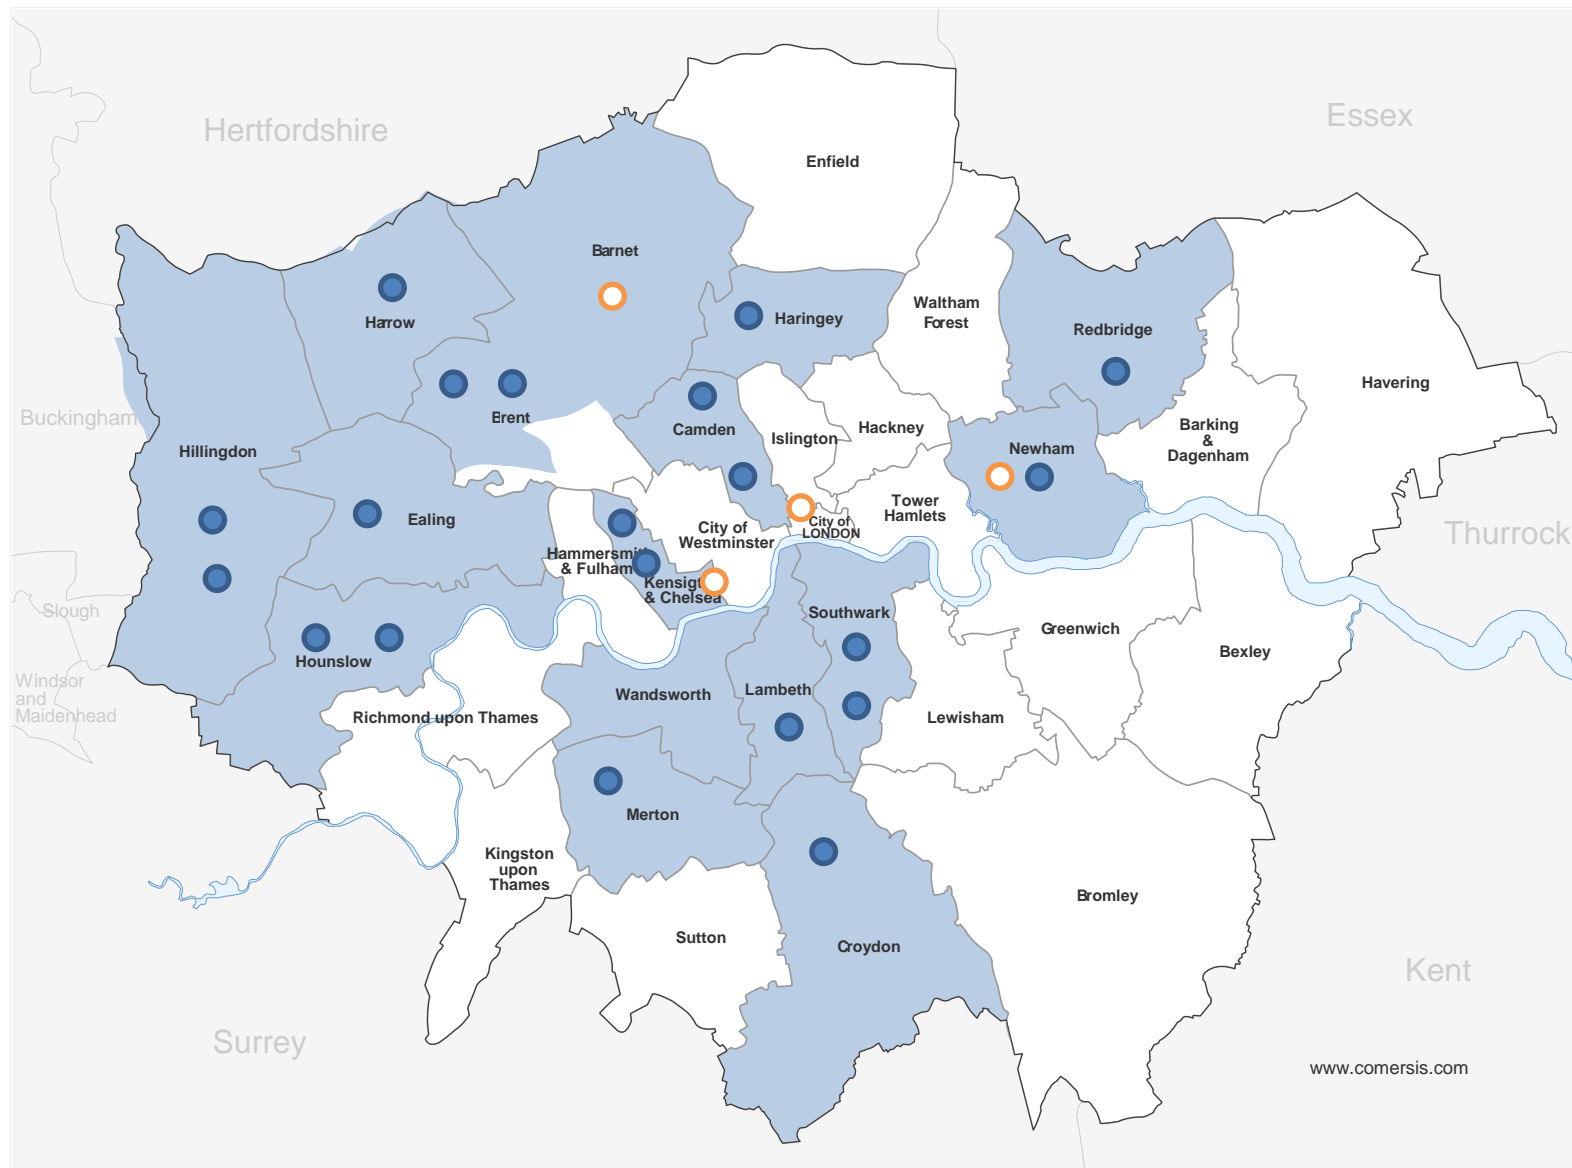 Hertfordshire
Essex
Enfield
Barnet
Waltham
Forest
Haringey
Harrow
Redbridge
Havering
Buckingham
Brent
Camden
Islington
Hackney
Barking
&
Dagenham
Hillingdon
Newham
Ealing
Tower
Hamlets
City of
Westminster
City of
LONDON
Thurrock
Hammersmith
& Fulham
Kensigt
& Chelsea
Slough
Southwark
Greenwich
Hounslow
Bexley
Windsor
and
Maidenhead
Wandsworth
Lambeth
Richmond upon Thames
Lewisham
Merton
Kingston
upon
Thames
Bromley
Sutton
Croydon
Kent
Surrey
www.comersis.com